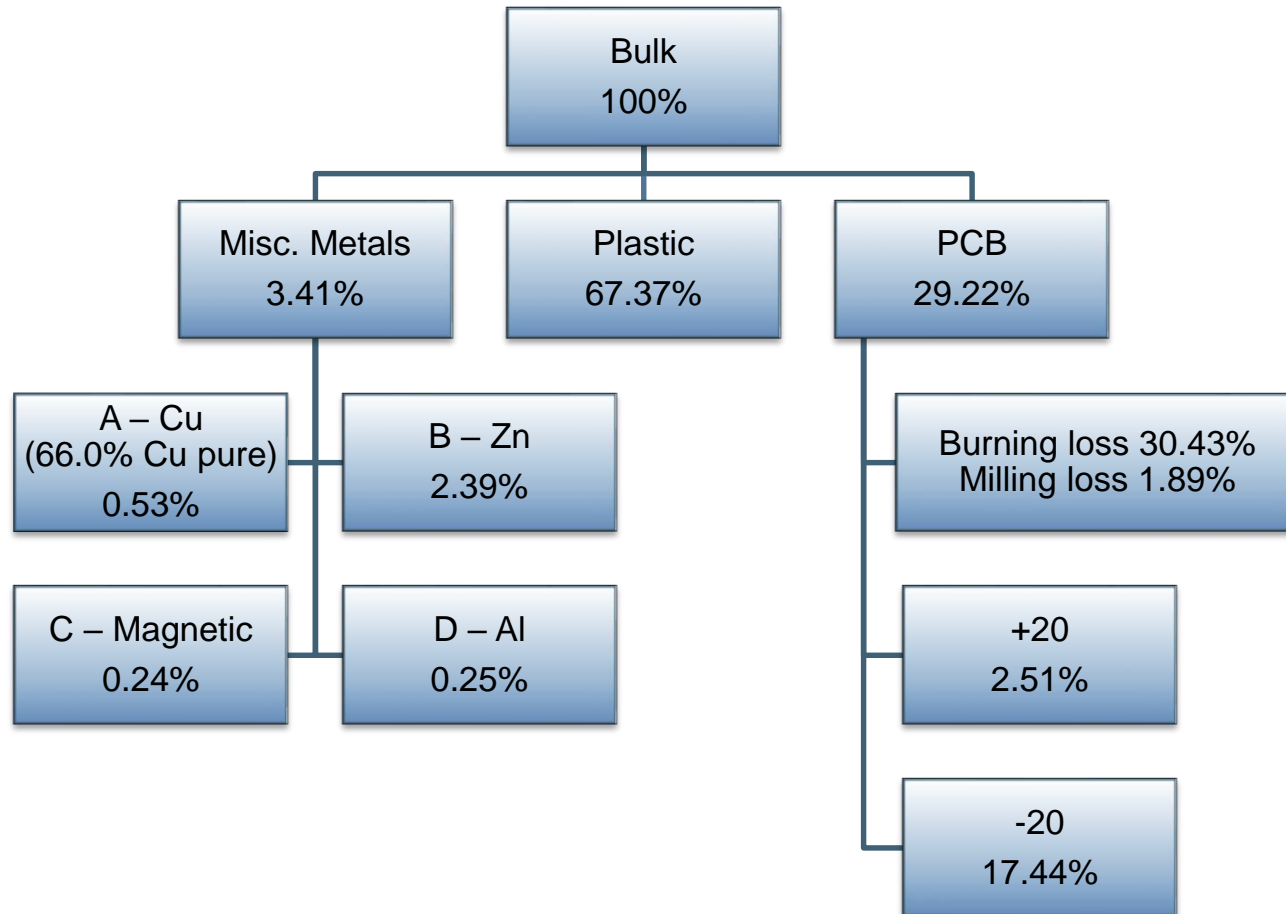 Bulk
100%
Misc. Metals
3.41%
Plastic
67.37%
PCB
29.22%
A – Cu
(66.0% Cu pure)
0.53%
B – Zn
2.39%
Burning loss 30.43%
Milling loss 1.89%
C – Magnetic
0.24%
D – Al
0.25%
+20
2.51%
-20
17.44%